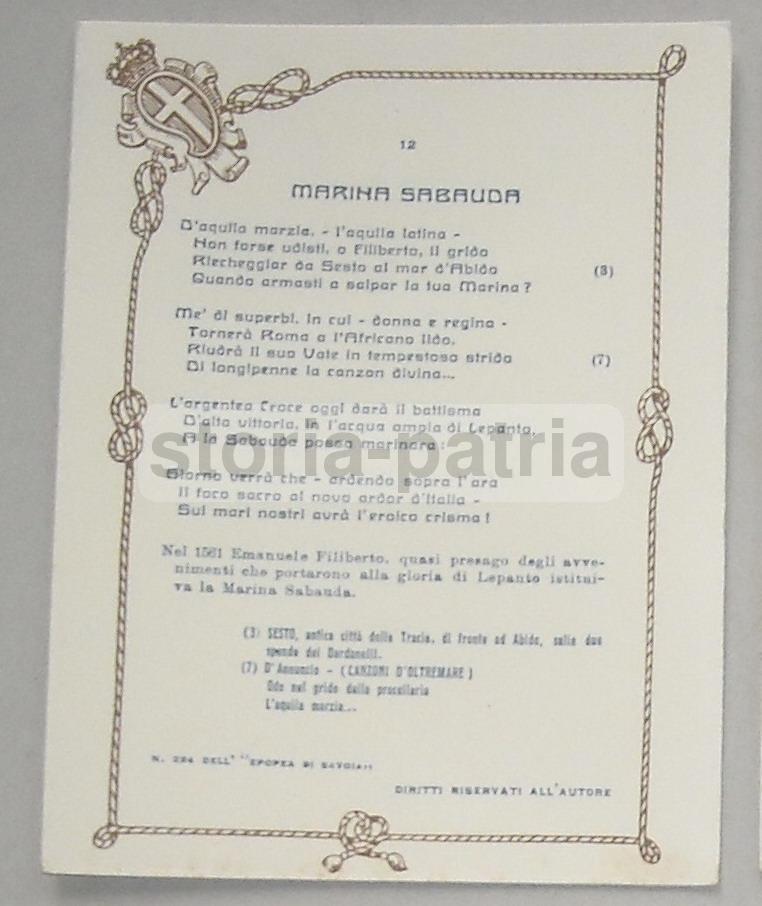 12
MARINA SABAUDA
D'aquila marzia, - l'aquila latina -
Non forse udisti, o Filiberto, il grido
Riecheggiar da Sesto al mar d'Abido (3)
Quando armasti a salpar la tua Marina?
Me' di superbi, in cui - donna e regina -
Tornerà Roma a l'Africano lido,
Riudrà il suo Vate in tempestoso strido (7)
Di longipenne la canzon divina...
L'argentea Croce oggi darà il battisma
D'alta vittoria, in l'acqua ampia di Lepanto,
A la Sabauda possa marinara:
storia-patria
Giorno verrà che - ardendo sopra l'ara
Il foco sacro al novo ardor d'Italia -
Sui mari nostri avrà l'eroico crisma!
Nel 1561 Emanuele Filiberto, quasi presago degli avve-
nimenti che portarono alla gloria di Lepanto istitui-
va la Marina Sabauda.
(3) SESTO, antica città della Tracia, di fronte ad Abido, sulle due
sponde dei Dardanelli.
(7) D'Annunzio - (CANZONI D'OLTREMARE)
Odo nel grido della procellaria
L'aquila marzia...
N. 224 DELL' "EPOPEA DI SAVOIA"
DIRITTI RISERVATI ALL'AUTORE